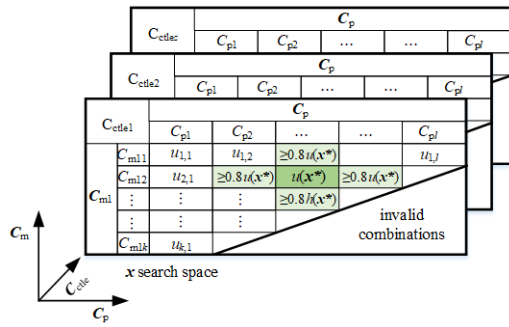 C_ctlez C_p
C_p1 C_p2 ... ... C_pl
C_ctle2 C_p
C_p1 C_p2 ... ... C_pl
C_ctle1 C_p
C_p1 C_p2 ... ... C_pl
C_m1 C_m11 u_1,1 u_1,2 ≥0.8u(x*) u_1,l
C_m12 u_2,1 ≥0.8u(x*) u(x*) ≥0.8u(x*)
⋮ ⋮ ≥0.8h(x*)
⋮ ⋮ invalid
C_m1k u_k,1 combinations
C_m
C_ctle
C_p
x search space